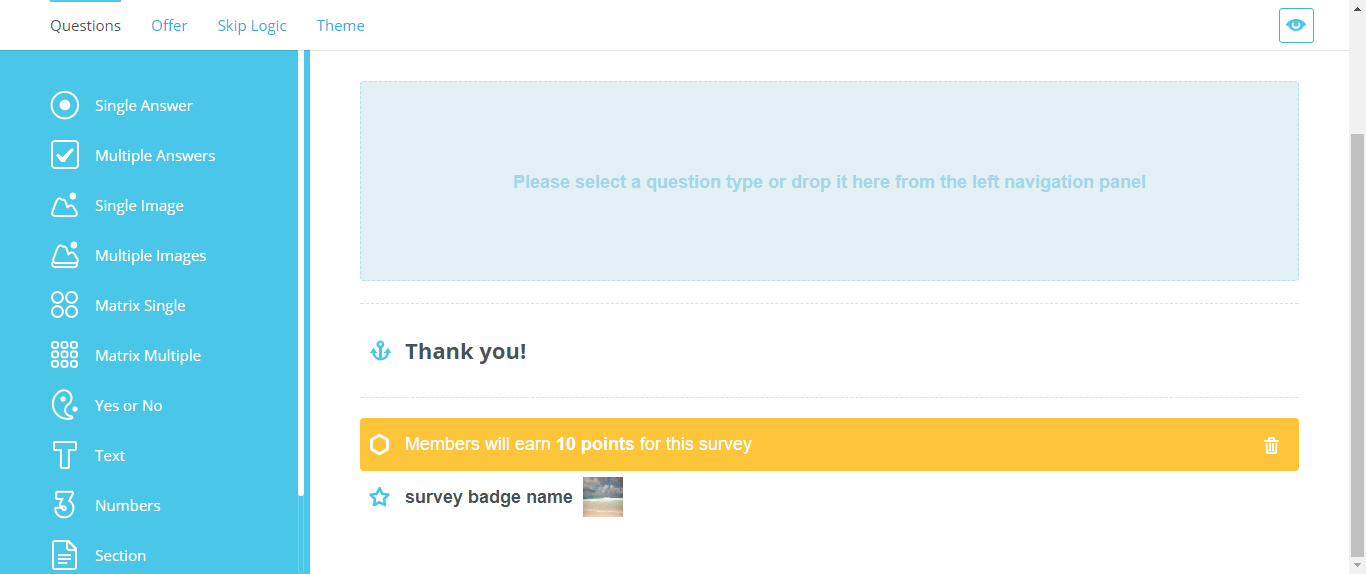 Questions Offer Skip Logic Theme
Single Answer
Multiple Answers
Single Image
Multiple Images
Matrix Single
Matrix Multiple
Yes or No
Text
Numbers
Section
Please select a question type or drop it here from the left navigation panel
Thank you!
Members will earn 10 points for this survey
survey badge name